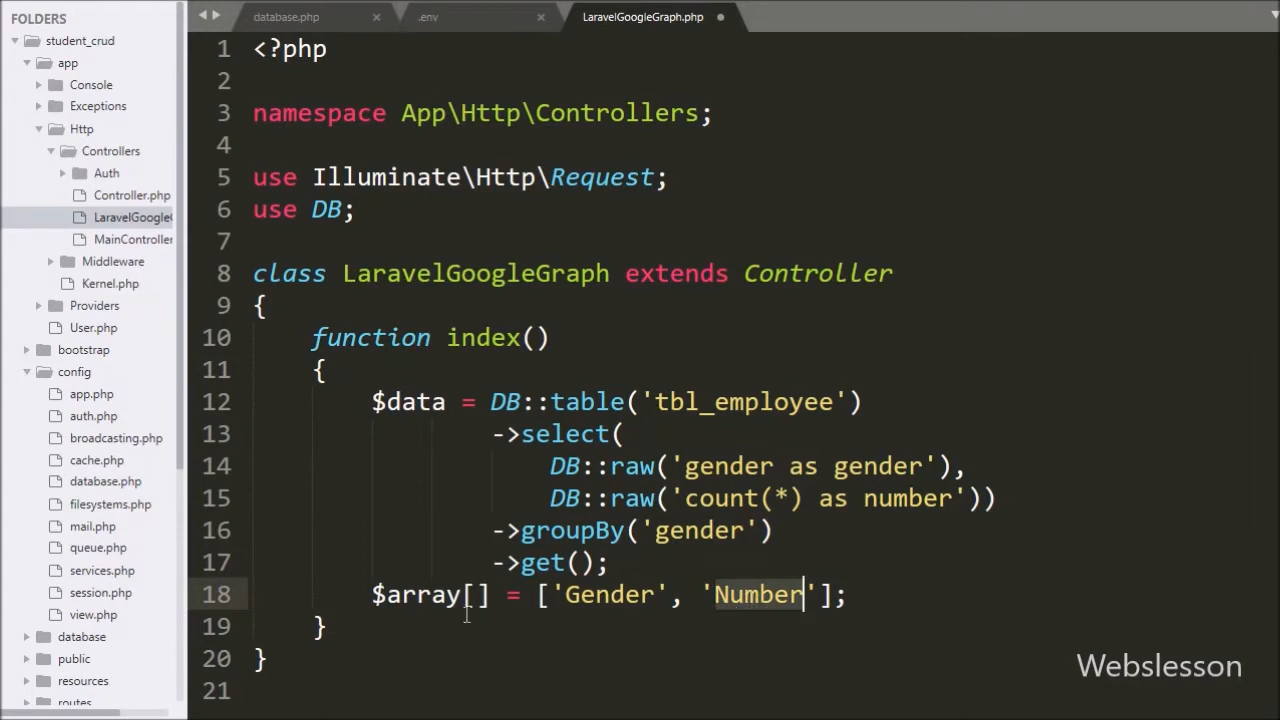 FOLDERS
student_crud
app
Console
Exceptions
Http
Controllers
Auth
Controller.php
LaravelGoogle
MainController
Middleware
Kernel.php
Providers
User.php
bootstrap
config
app.php
auth.php
broadcasting.php
cache.php
database.php
filesystems.php
mail.php
queue.php
services.php
session.php
view.php
database
public
resources
routes
database.php
.env
LaravelGoogleGraph.php
1 <?php
2
3 namespace App\Http\Controllers;
4
5 use Illuminate\Http\Request;
6 use DB;
7
8 class LaravelGoogleGraph extends Controller
9 {
10 function index()
11 {
12 $data = DB::table('tbl_employee')
13 ->select(
14 DB::raw('gender as gender'),
15 DB::raw('count(*) as number'))
16 ->groupBy('gender')
17 ->get();
18 $array[] = ['Gender', 'Number'];
19 }
20 }
21
Webslesson